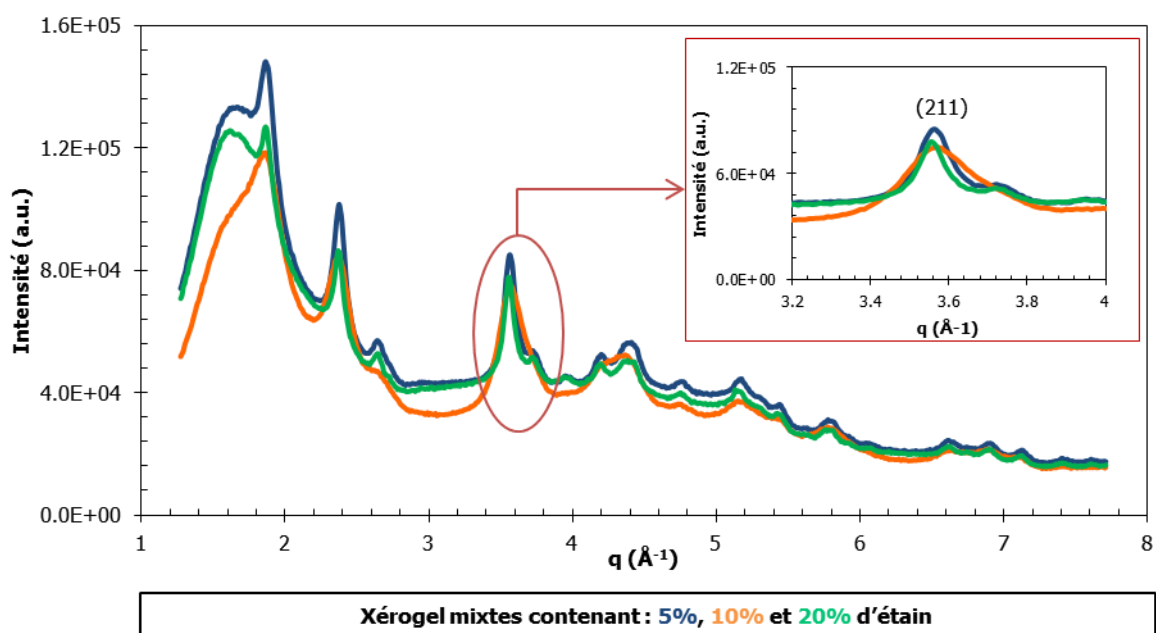 1.6E+05
1.2E+05
8.0E+04
4.0E+04
0.0E+00
Intensité (a.u.)
1 2 3 4 5 6 7 8
q (Å-1)
1.2E+05
6.0E+04
0.0E+00
Intensité (a.u.)
(211)
3.2 3.4 3.6 3.8 4
q (Å-1)
Xérogel mixtes contenant : 5%, 10% et 20% d'étain